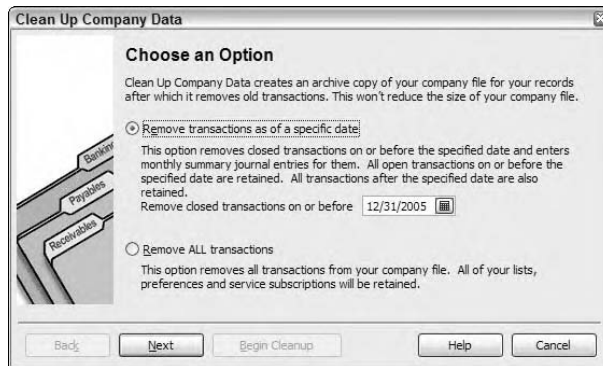 Clean Up Company Data
Choose an Option
Clean Up Company Data creates an archive copy of your company file for your records
after which it removes old transactions. This won't reduce the size of your company file.
Remove transactions as of a specific date
This option removes closed transactions on or before the specified date and enters
monthly summary journal entries for them. All open transactions on or before the
specified date are retained. All transactions after the specified date are also
retained.
Remove closed transactions on or before 12/31/2005
Banking
Payables
Receivables
Remove ALL transactions
This option removes all transactions from your company file. All of your lists,
preferences and service subscriptions will be retained.
Back Next Begin Cleanup Help Cancel